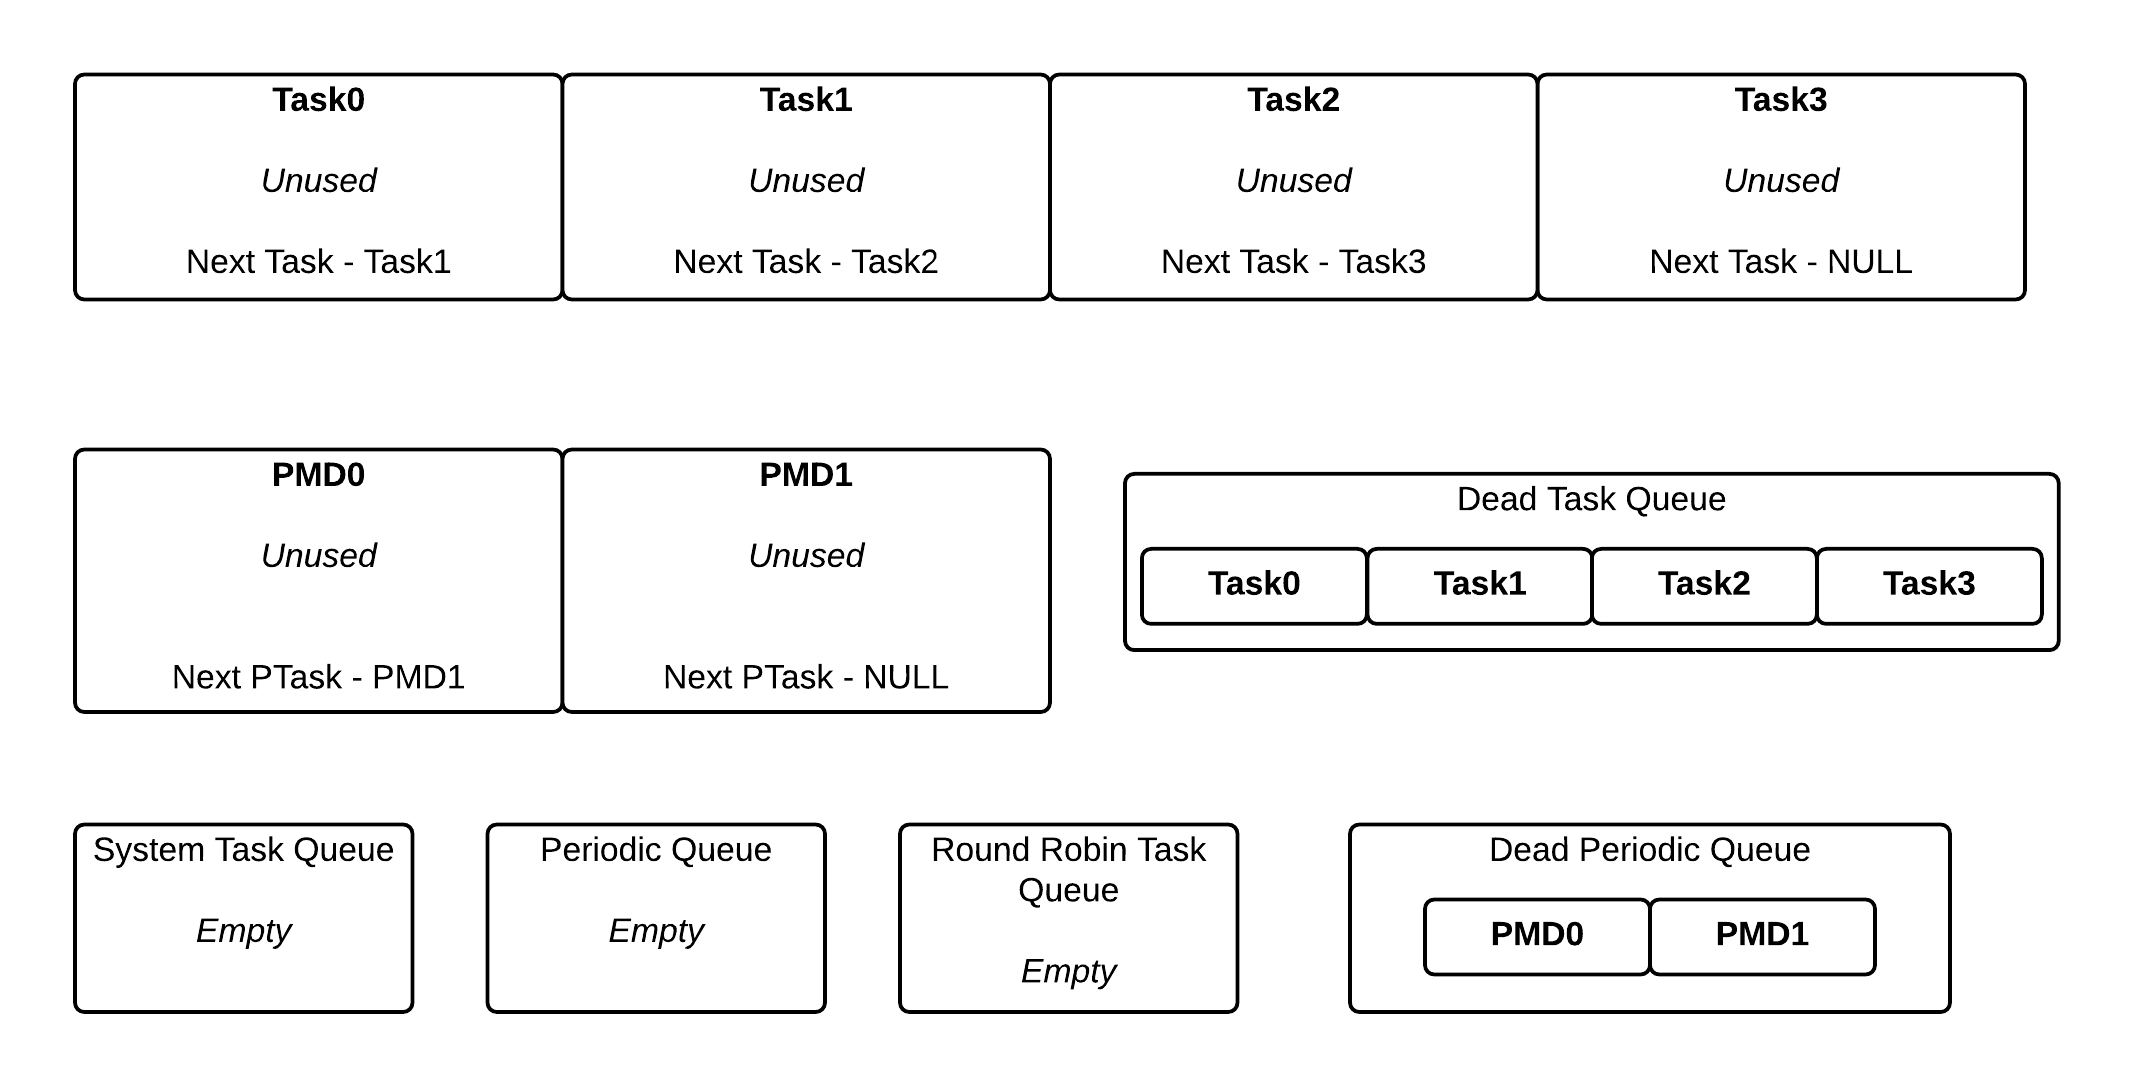 Task0
Unused
Next Task - Task1
Task1
Unused
Next Task - Task2
Task2
Unused
Next Task - Task3
Task3
Unused
Next Task - NULL
PMD0
Unused
Next PTask - PMD1
PMD1
Unused
Next PTask - NULL
Dead Task Queue
Task0
Task1
Task2
Task3
System Task Queue
Empty
Periodic Queue
Empty
Round Robin Task
Queue
Empty
Dead Periodic Queue
PMD0
PMD1